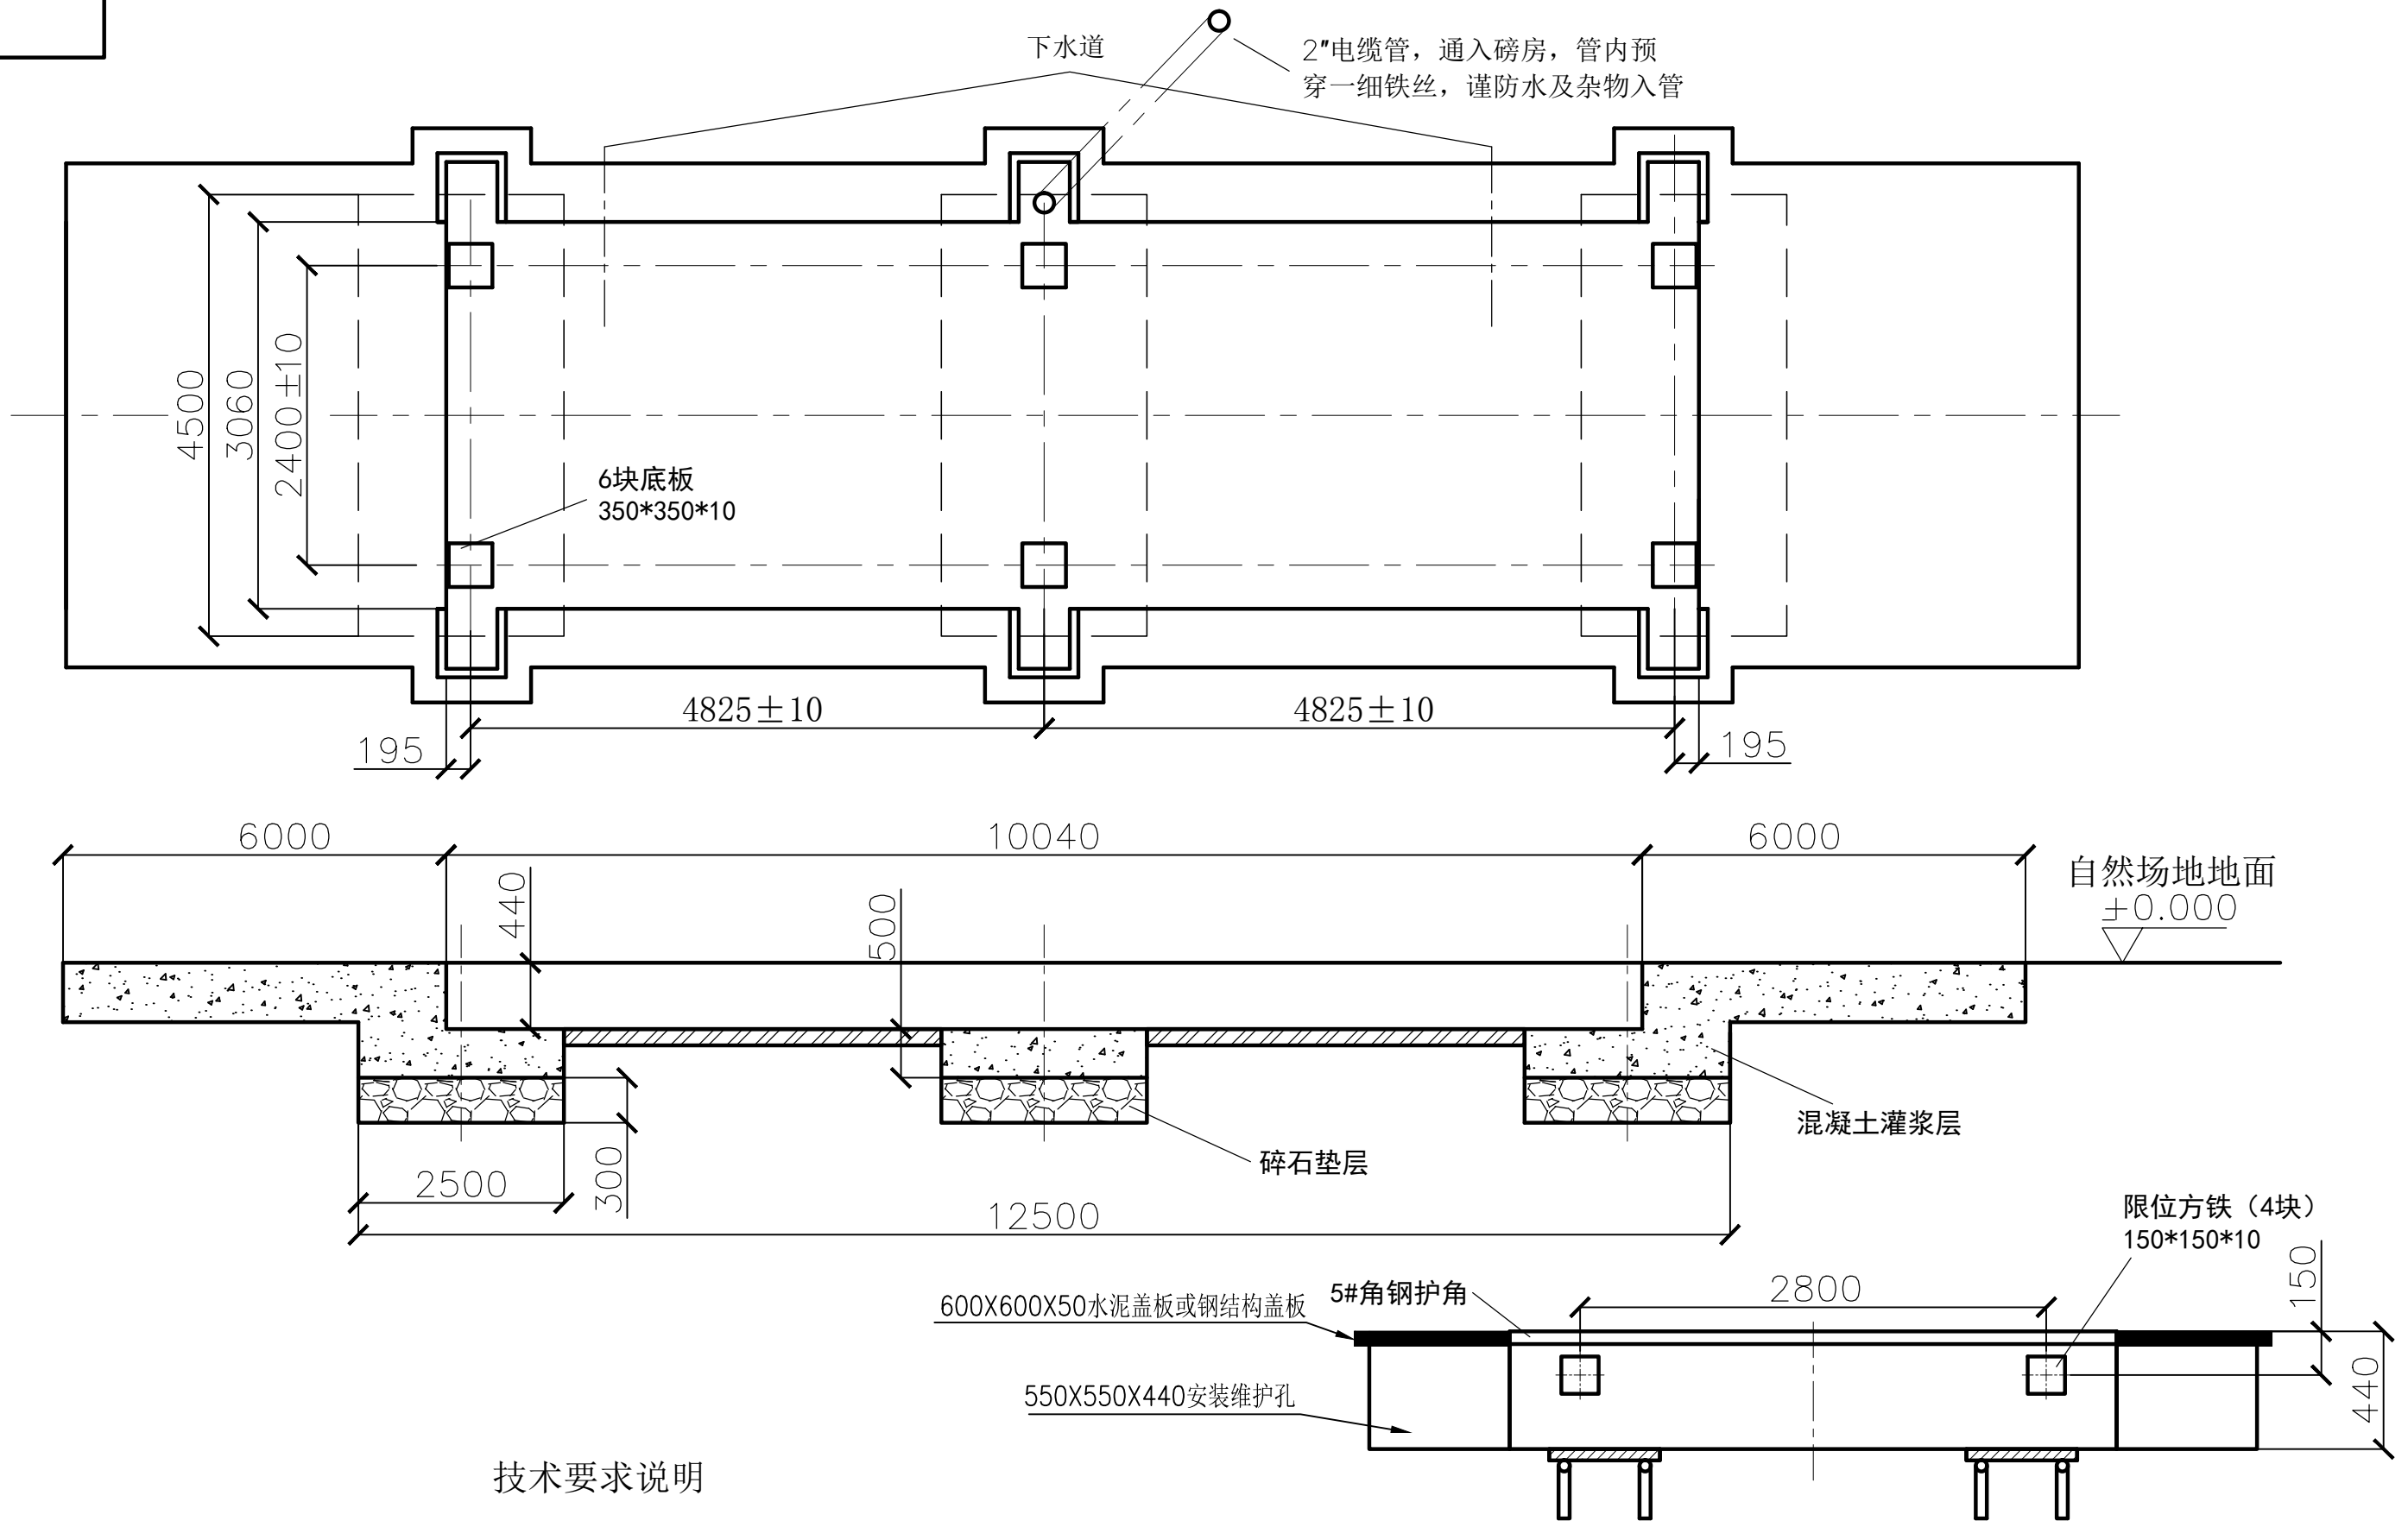 下水道
2"电缆管，通入磅房，管内预
穿一细铁丝，谨防水及杂物入管
4500
3060
2400±10
6块底板
350*350*10
4825±10
4825±10
195
195
6000
10040
6000
自然场地地面
±0.000
440
500
混凝土灌浆层
碎石垫层
300
2500
12500
限位方铁（4块）
150*150*10
150
600X600X50水泥盖板或钢结构盖板
5#角钢护角
2800
440
550X550X440安装维护孔
技术要求说明